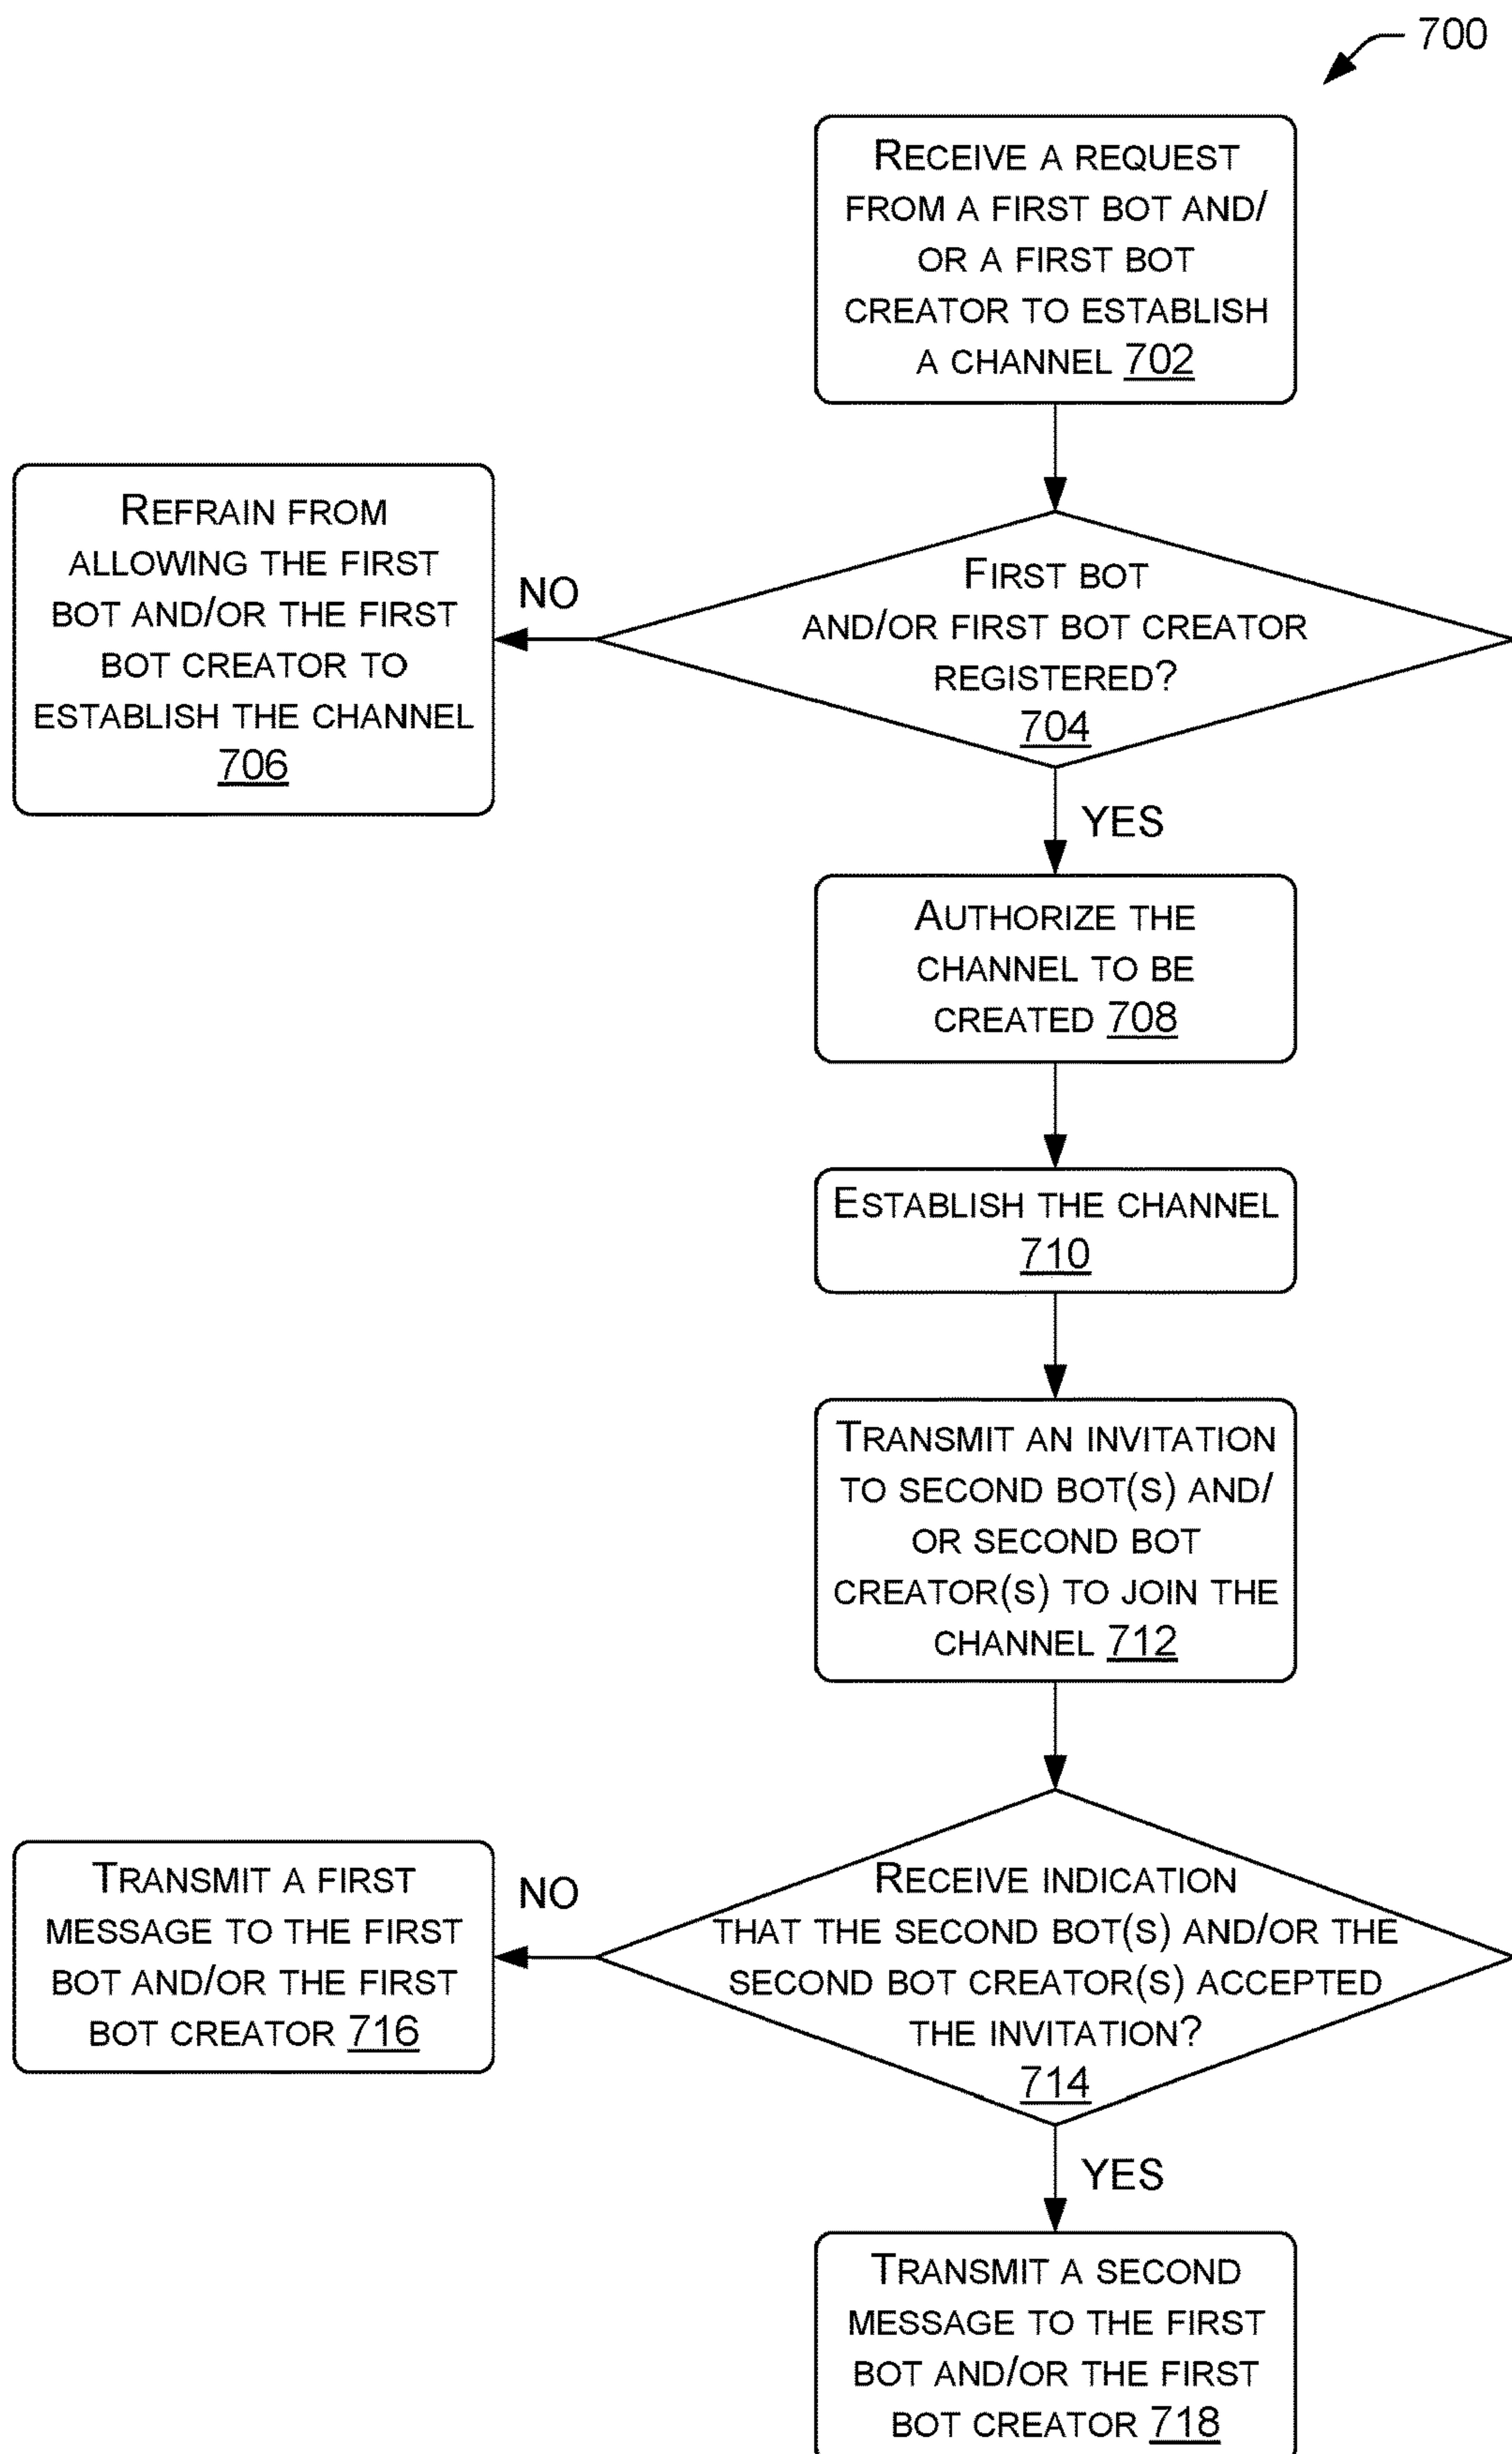 700
RECEIVE A REQUEST
FROM A FIRST BOT AND/
OR A FIRST BOT
CREATOR TO ESTABLISH
A CHANNEL 702
FIRST BOT
AND/OR FIRST BOT CREATOR
REGISTERED?
704
NO
REFRAIN FROM
ALLOWING THE FIRST
BOT AND/OR THE FIRST
BOT CREATOR TO
ESTABLISH THE CHANNEL
706
YES
AUTHORIZE THE
CHANNEL TO BE
CREATED 708
ESTABLISH THE CHANNEL
710
TRANSMIT AN INVITATION
TO SECOND BOT(S) AND/
OR SECOND BOT
CREATOR(S) TO JOIN THE
CHANNEL 712
RECEIVE INDICATION
THAT THE SECOND BOT(S) AND/OR THE
SECOND BOT CREATOR(S) ACCEPTED
THE INVITATION?
714
NO
TRANSMIT A FIRST
MESSAGE TO THE FIRST
BOT AND/OR THE FIRST
BOT CREATOR 716
YES
TRANSMIT A SECOND
MESSAGE TO THE FIRST
BOT AND/OR THE FIRST
BOT CREATOR 718